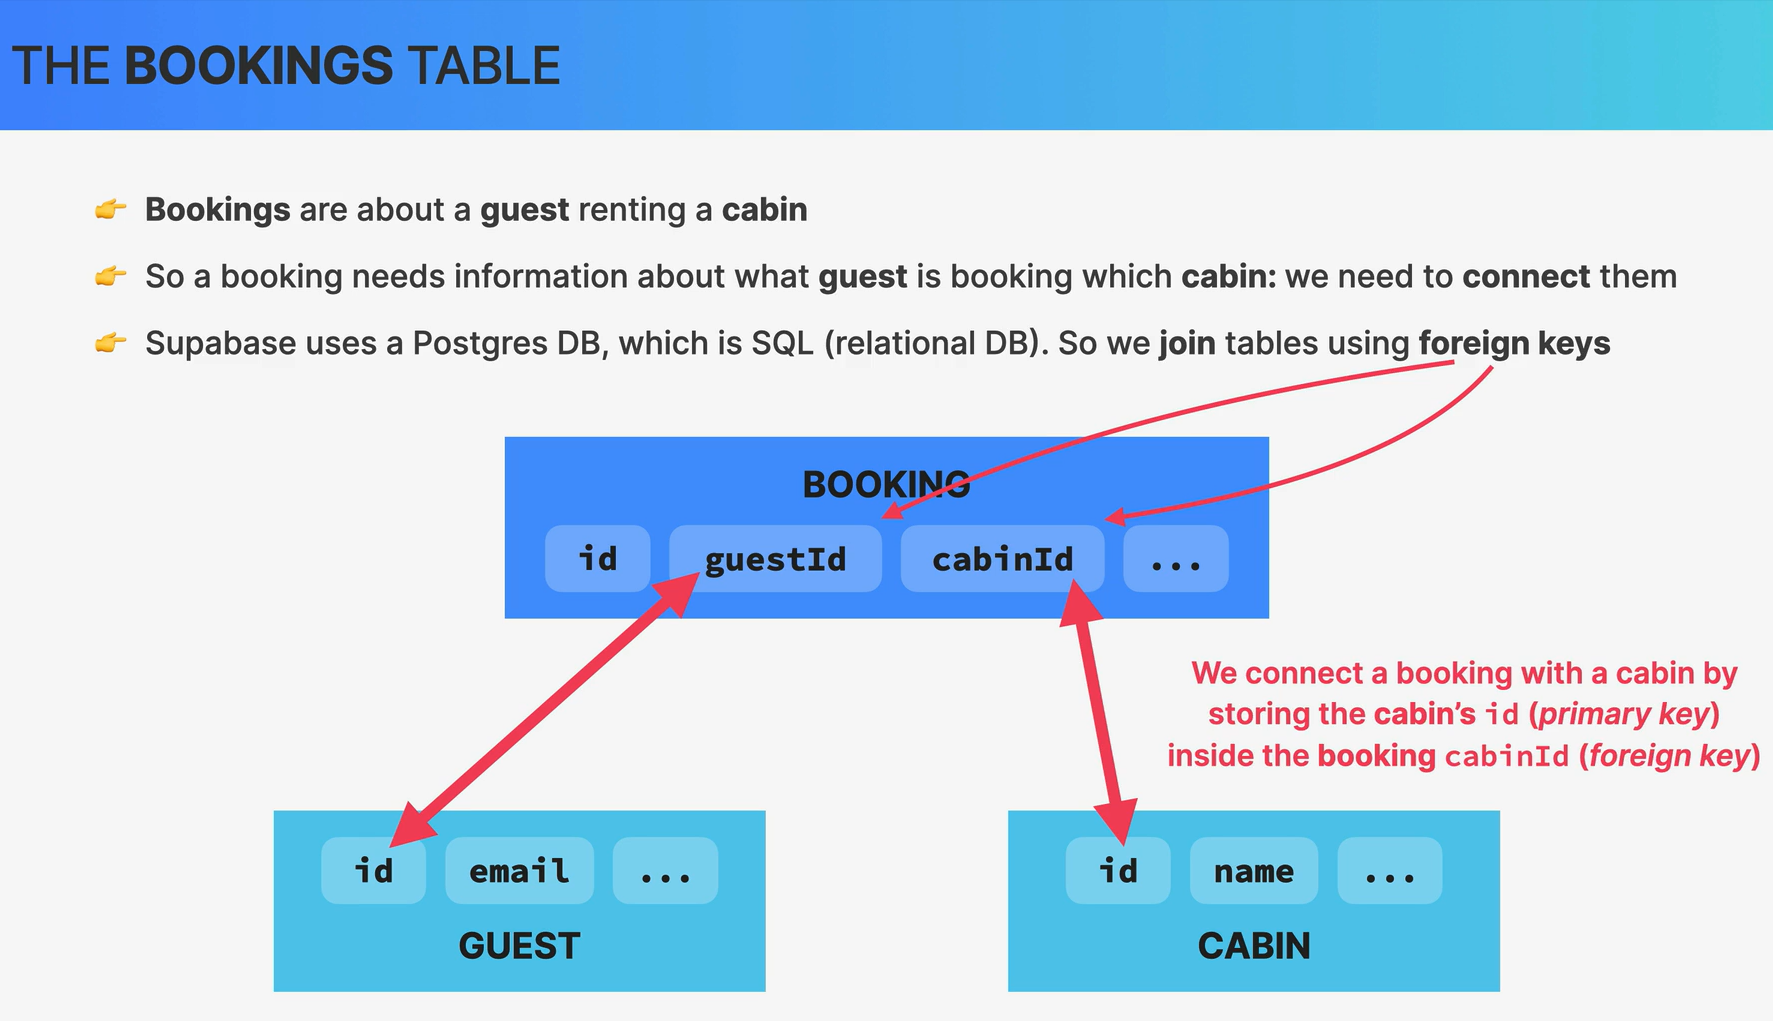 THE BOOKINGS TABLE
Bookings are about a guest renting a cabin
So a booking needs information about what guest is booking which cabin: we need to connect them
Supabase uses a Postgres DB, which is SQL (relational DB). So we join tables using foreign keys
BOOKING
id guestId cabinId ...
We connect a booking with a cabin by
storing the cabin’s id (primary key)
inside the booking cabinId (foreign key)
id email ...
GUEST
id name ...
CABIN